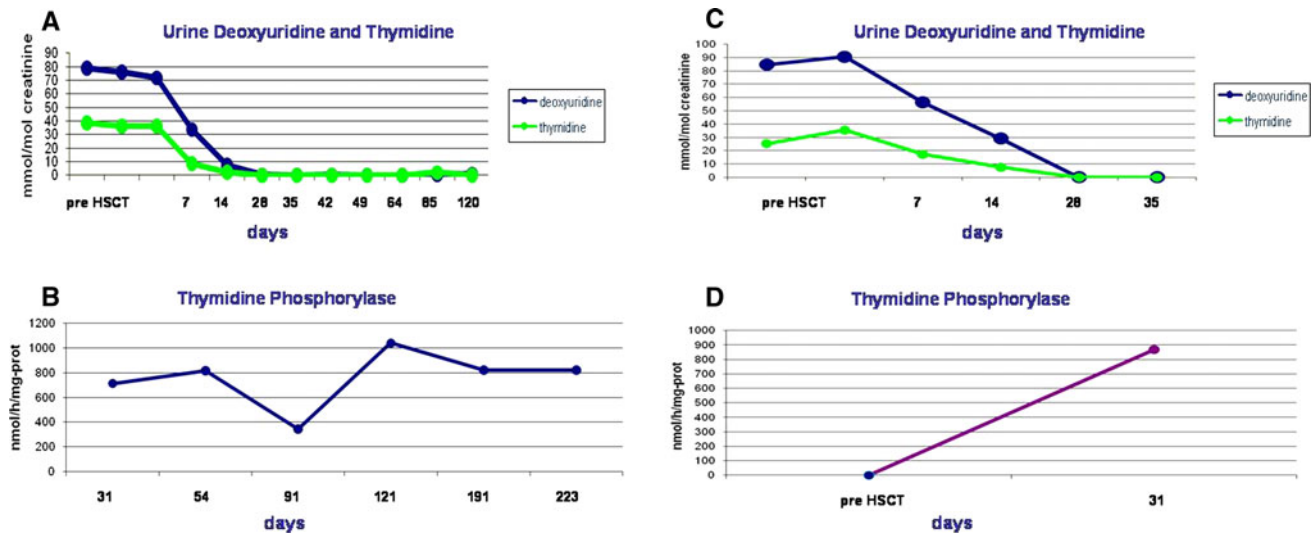 A
Urine Deoxyuridine and Thymidine
mmol/mol creatinine
90
80
70
60
50
40
30
20
10
0
pre HSCT 7 14 28 35 42 49 64 85 120
days
deoxyuridine
thymidine
B
Thymidine Phosphorylase
nmol/h/mg-prot
1200
1000
800
600
400
200
0
31 54 91 121 191 223
days
C
Urine Deoxyuridine and Thymidine
mmol/mol creatinine
100
90
80
70
60
50
40
30
20
10
0
pre HSCT 7 14 28 35
days
deoxyuridine
thymidine
D
Thymidine Phosphorylase
nmol/h/mg-prot
1000
900
800
700
600
500
400
300
200
100
0
pre HSCT 31
days